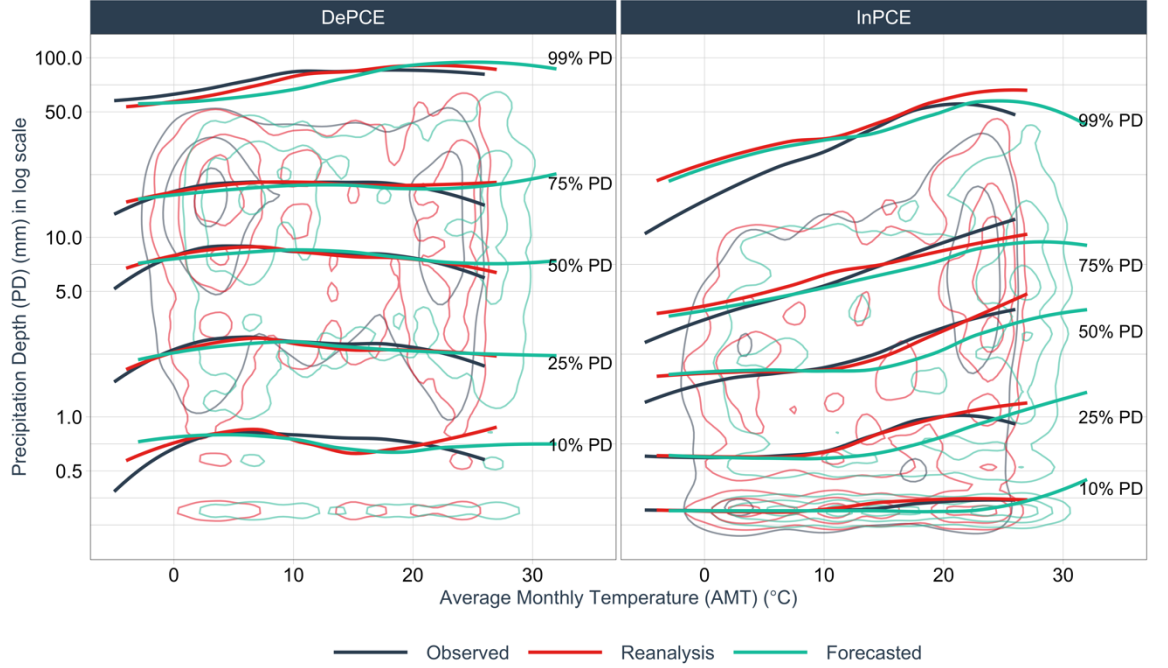 DePCE
InPCE
Precipitation Depth (PD) (mm) in log scale
100.0
50.0
10.0
5.0
1.0
0.5
99% PD
75% PD
50% PD
25% PD
10% PD
99% PD
75% PD
50% PD
25% PD
10% PD
0
10
20
30
0
10
20
30
Average Monthly Temperature (AMT) (°C)
Observed
Reanalysis
Forecasted